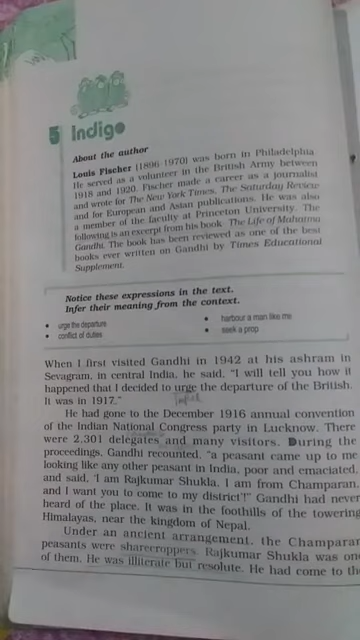 5 Indigo
About the author
Louis Fischer (1896-1970) was born in Philadelphia.
He served as a volunteer in the British Army between
1918 and 1920. Fischer made a career as a journalist
and wrote for The New York Times, The Saturday Review
and for European and Asian publications. He was also
a member of the faculty at Princeton University. The
following is an excerpt from his book The Life of Mahatma
Gandhi. The book has been reviewed as one of the best
books ever written on Gandhi by Times Educational
Supplement.
Notice these expressions in the text.
Infer their meaning from the context.
• urge the departure
• harbour a man like me
• conflict of duties
• seek a prop
When I first visited Gandhi in 1942 at his ashram in
Sevagram, in central India, he said, "I will tell you how it
happened that I decided to urge the departure of the British.
It was in 1917."
He had gone to the December 1916 annual convention
of the Indian National Congress party in Lucknow. There
were 2,301 delegates and many visitors. During the
proceedings, Gandhi recounted, "a peasant came up to me
looking like any other peasant in India, poor and emaciated,
and said, 'I am Rajkumar Shukla. I am from Champaran,
and I want you to come to my district'!" Gandhi had never
heard of the place. It was in the foothills of the towering
Himalayas, near the kingdom of Nepal.
Under an ancient arrangement, the Champaran
peasants were sharecroppers. Rajkumar Shukla was one
of them. He was illiterate but resolute. He had come to the